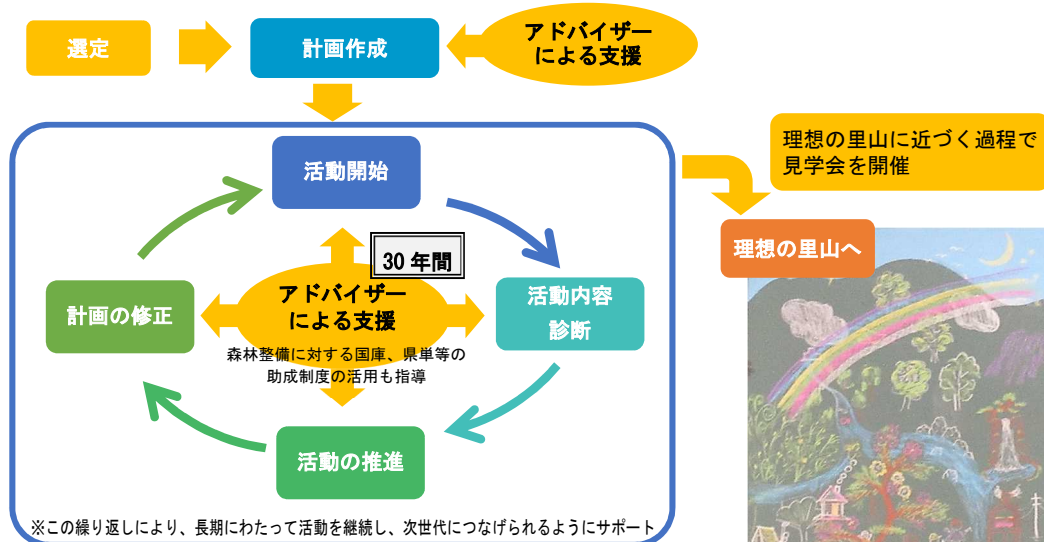 選定
計画作成
アドバイザー
による支援
理想の里山に近づく過程で
見学会を開催
理想の里山へ
活動開始
30 年間
アドバイザー
による支援
森林整備に対する国庫、県単等の
助成制度の活用も指導
計画の修正
活動内容
診断
活動の推進
※この繰り返しにより、長期にわたって活動を継続し、次世代につなげられるようにサポート